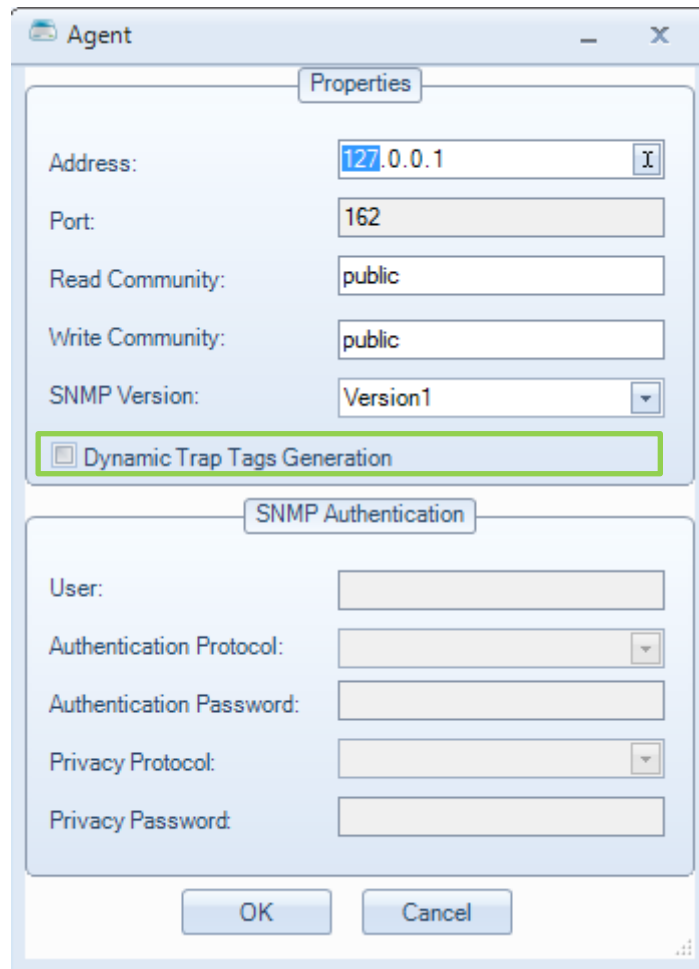 Agent
Properties
Address: 127.0.0.1
Port: 162
Read Community: public
Write Community: public
SNMP Version: Version1
Dynamic Trap Tags Generation
SNMP Authentication
User:
Authentication Protocol:
Authentication Password:
Privacy Protocol:
Privacy Password:
OK Cancel